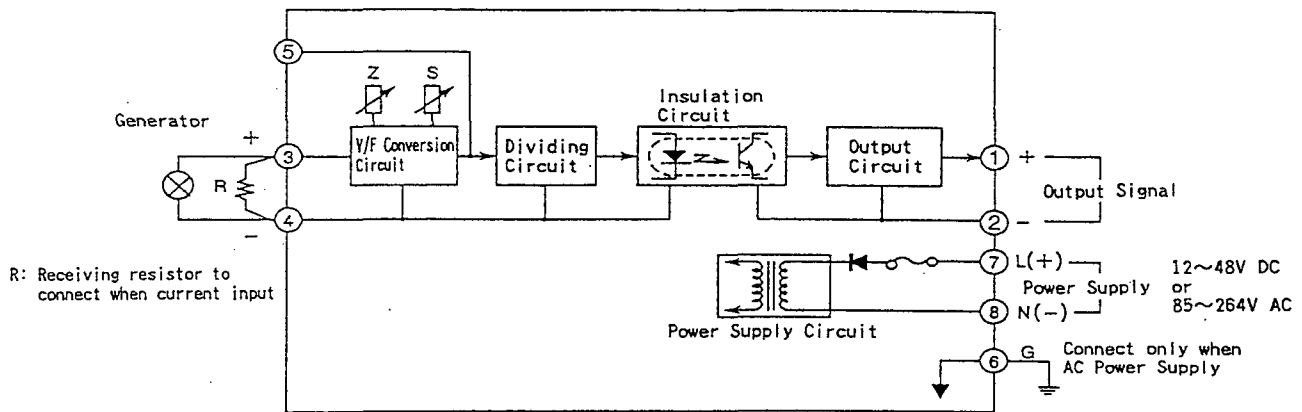 5
Z
S
Generator
+
3
V/F Conversion
Circuit
Dividing
Circuit
Insulation
Circuit
Output
Circuit
1
+
R
Output Signal
4
-
2
-
R: Receiving resistor to
connect when current input
7
L(+)
Power Supply
12~48V DC
or
85~264V AC
8
N(-)
Power Supply Circuit
6
G
Connect only when
AC Power Supply